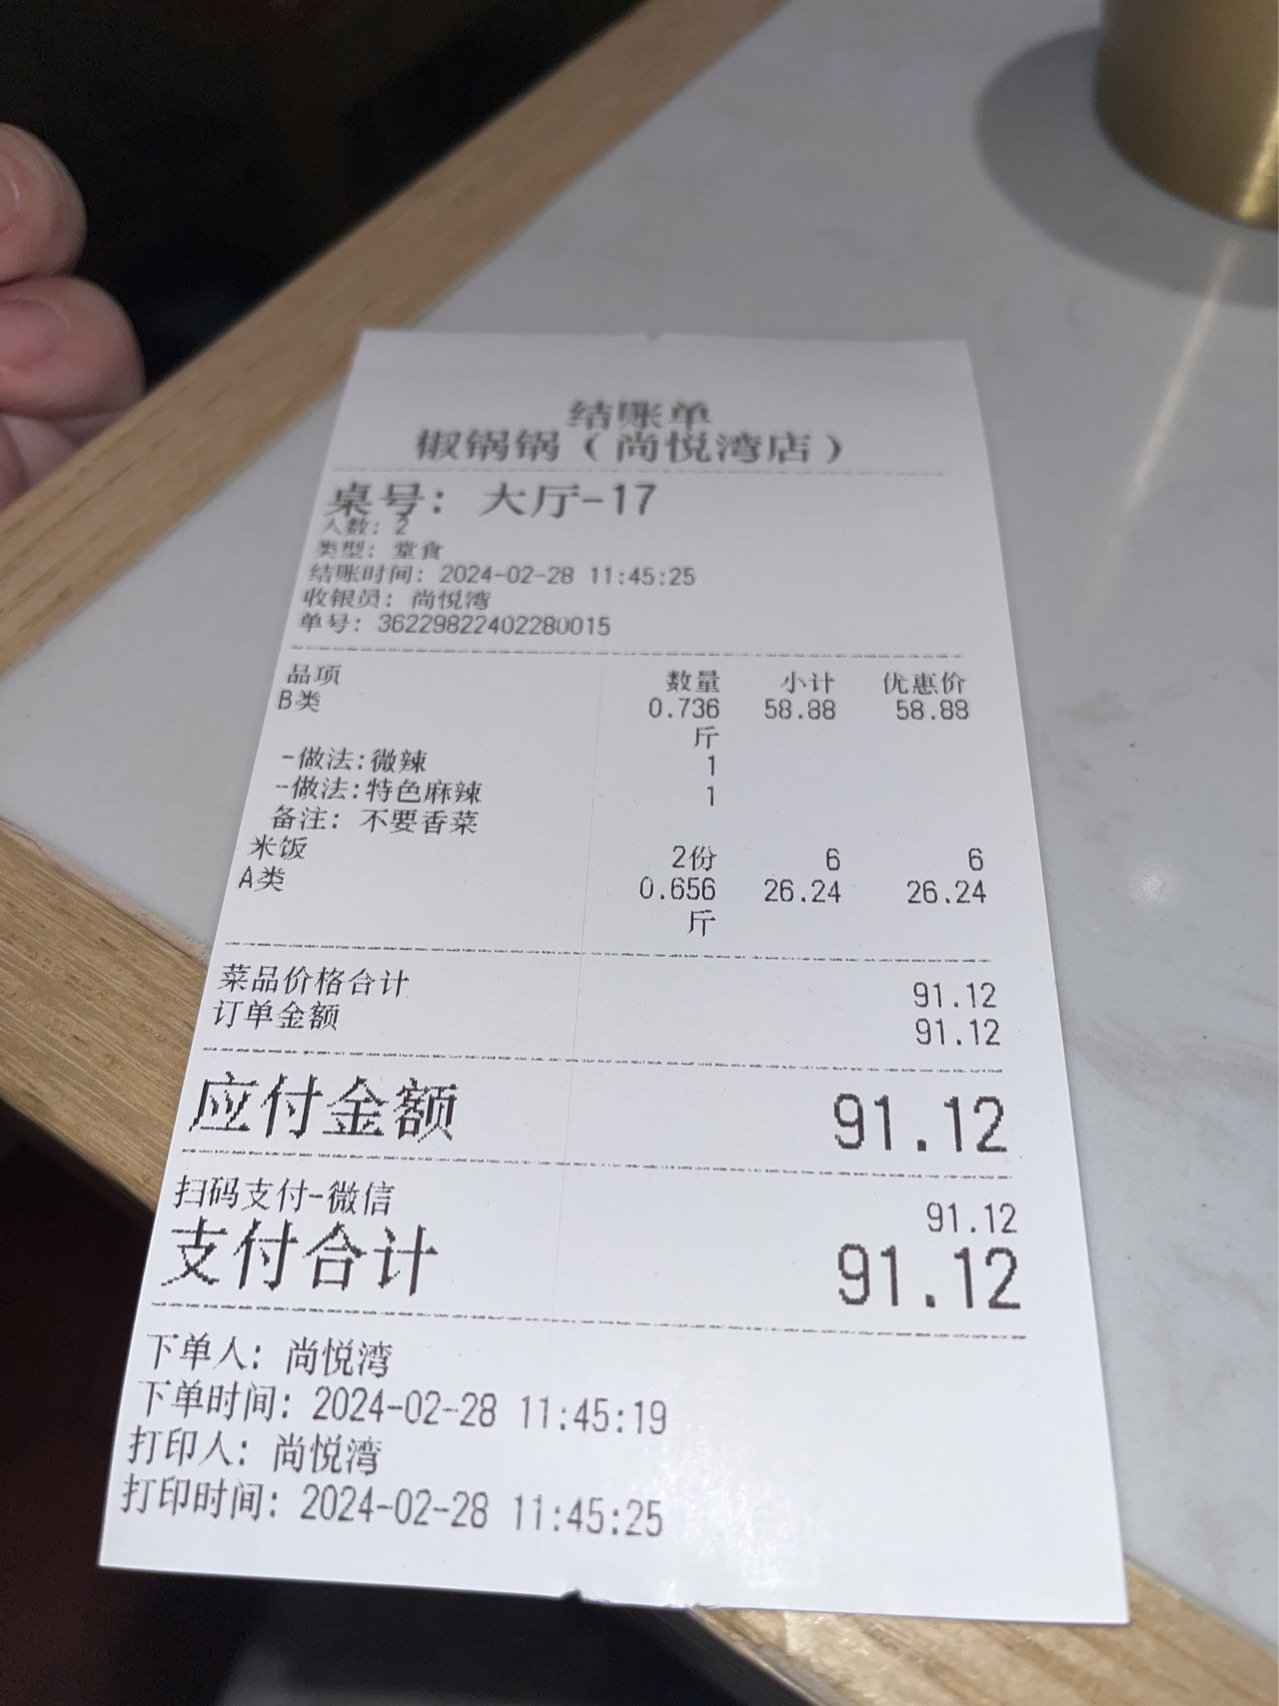 结账单
椒锅锅（尚悦湾店）
桌号：大厅-17
人数：2
类型：堂食
结账时间：2024-02-28 11:45:25
收银员：尚悦湾
单号：36229822402280015
品项 数量 小计 优惠价
B类 0.736 58.88 58.88
斤
-做法:微辣 1
-做法:特色麻辣 1
备注：不要香菜
米饭 2份 6 6
A类 0.656 26.24 26.24
斤
菜品价格合计 91.12
订单金额 91.12
应付金额 91.12
扫码支付-微信 91.12
支付合计 91.12
下单人：尚悦湾
下单时间：2024-02-28 11:45:19
打印人：尚悦湾
打印时间：2024-02-28 11:45:25